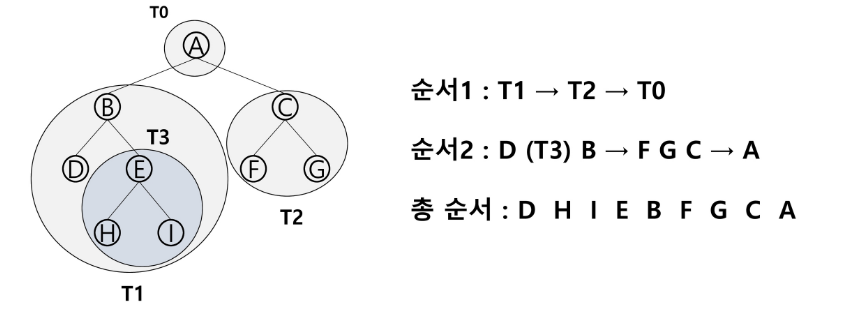 T0
A
B
C
T3
D
E
F
G
H
I
T2
T1
순서1 : T1 → T2 → T0
순서2 : D (T3) B → F G C → A
총 순서 : D H I E B F G C A